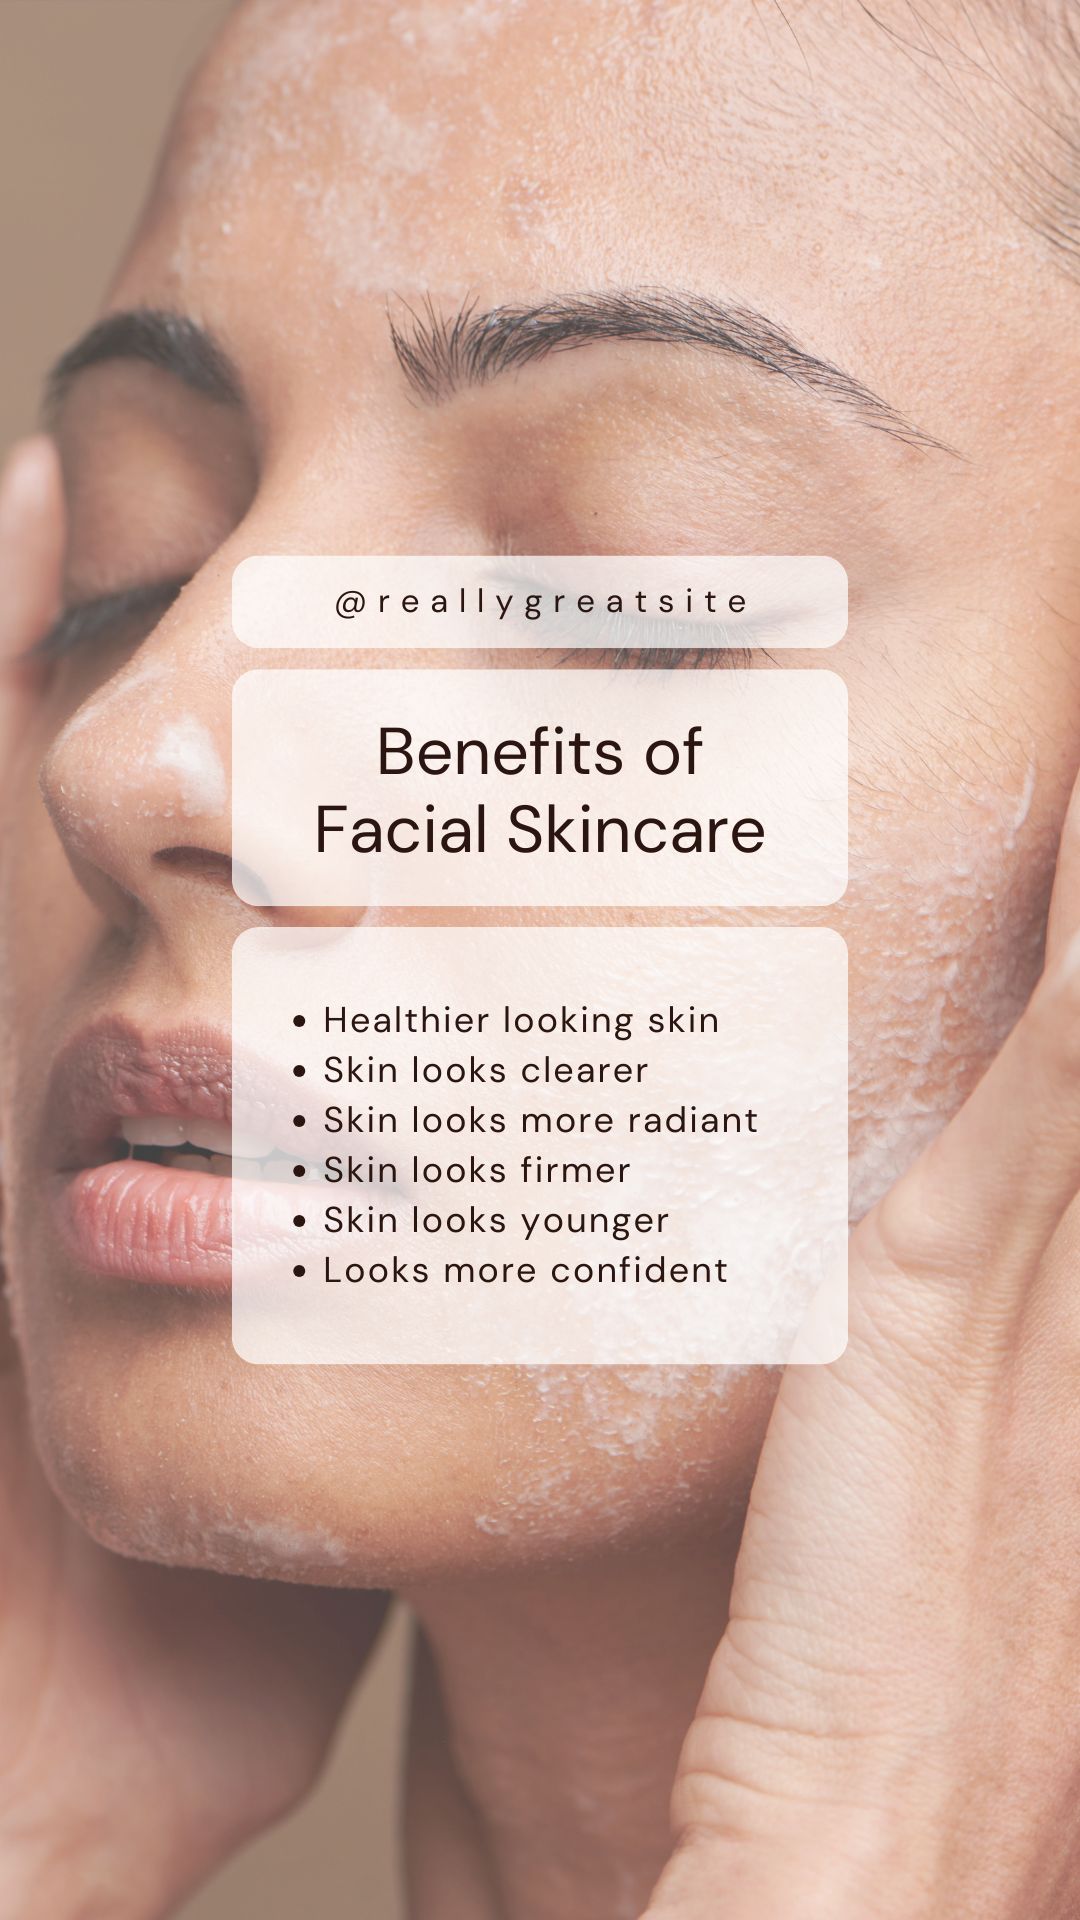 @reallygreatsite
Benefits of
Facial Skincare
• Healthier looking skin
• Skin looks clearer
• Skin looks more radiant
• Skin looks firmer
• Skin looks younger
• Looks more confident